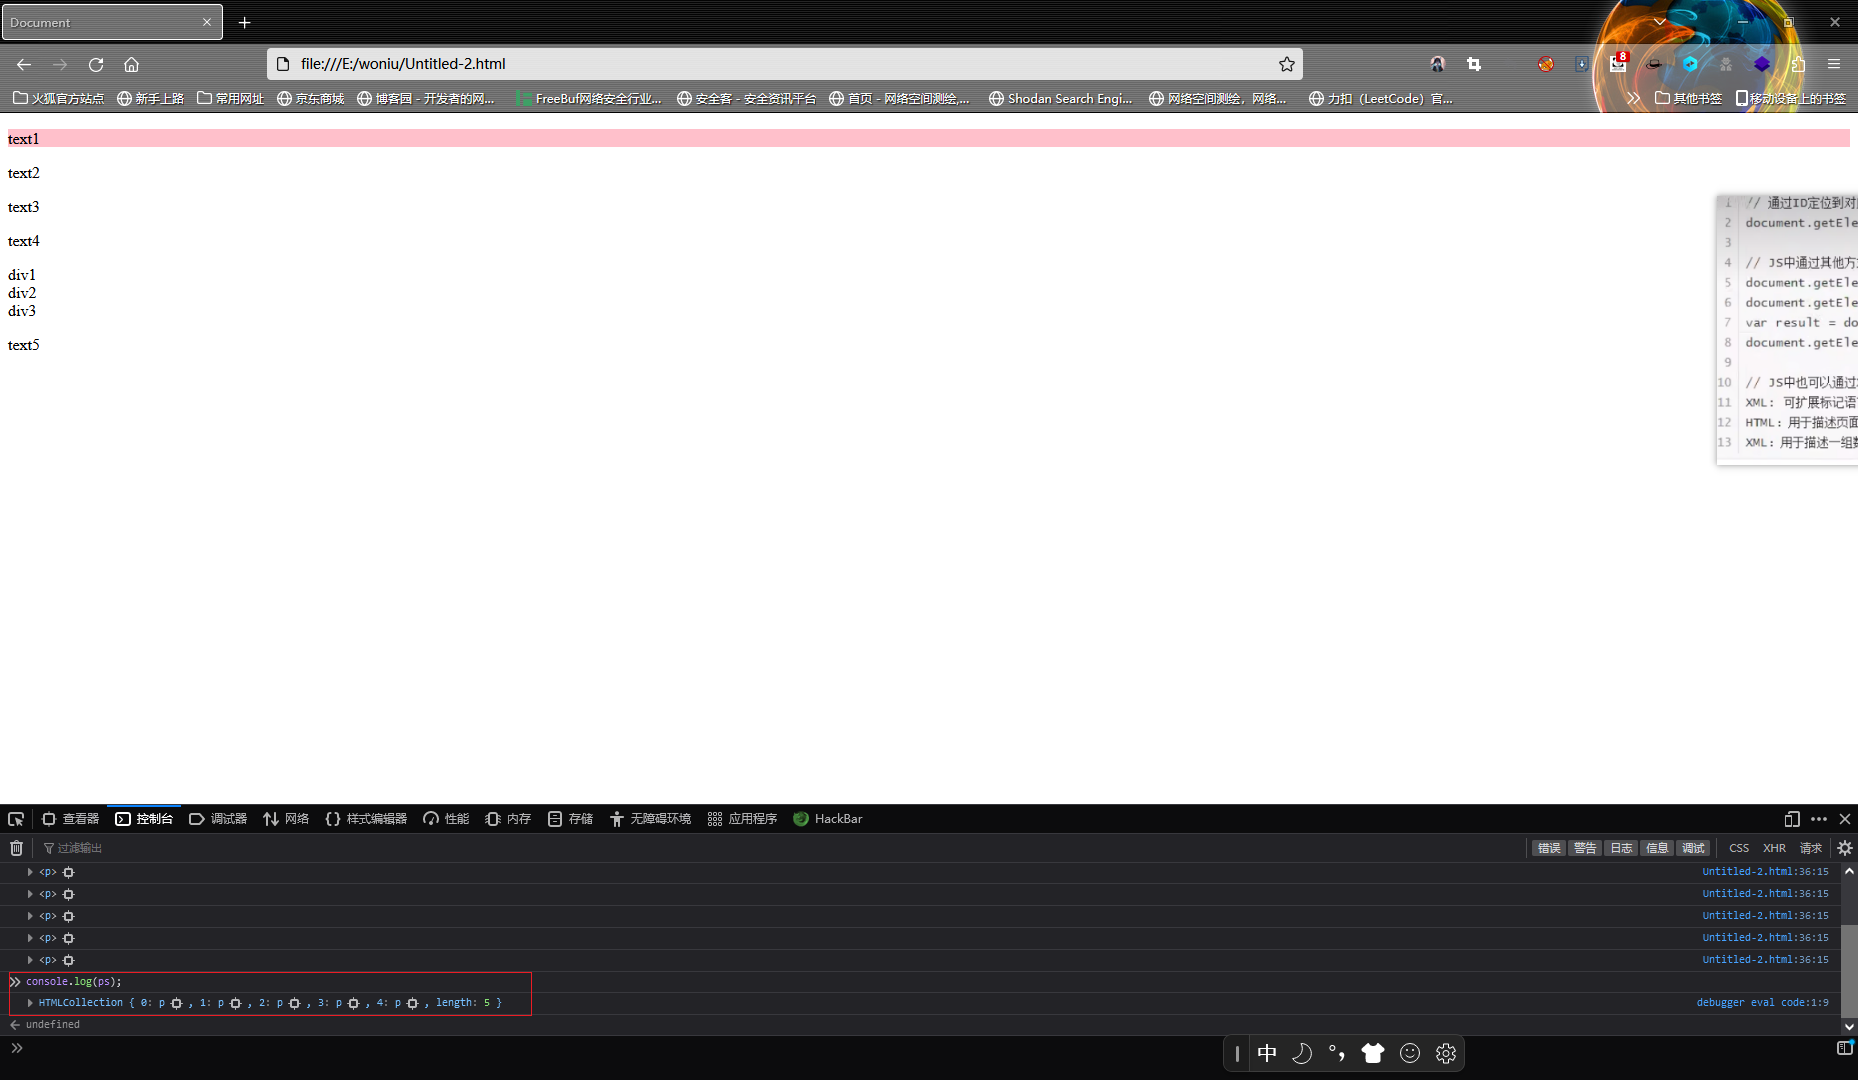 Document
file:///E:/woniu/Untitled-2.html
8
火狐官方站点 新手上路 常用网址 京东商城 博客园 - 开发者的网... FreeBuf网络安全行业... 安全客 - 安全资讯平台 首页 - 网络空间测绘,... Shodan Search Engi... 网络空间测绘，网络... 力扣（LeetCode）官... 其他书签 移动设备上的书签
text1
text2
text3
text4
div1
div2
div3
text5
1 // 通过ID定位到对
2 document.getEle
3
4 // JS中通过其他方
5 document.getEle
6 document.getEle
7 var result = do
8 document.getEle
9
10 // JS中也可以通过
11 XML: 可扩展标记语
12 HTML: 用于描述页面
13 XML: 用于描述一组
查看器 控制台 调试器 网络 样式编辑器 性能 内存 存储 无障碍环境 应用程序 HackBar
过滤输出 错误 警告 日志 信息 调试 CSS XHR 请求
<p> Untitled-2.html:36:15
<p> Untitled-2.html:36:15
<p> Untitled-2.html:36:15
<p> Untitled-2.html:36:15
<p> Untitled-2.html:36:15
console.log(ps);
HTMLCollection { 0: p , 1: p , 2: p , 3: p , 4: p , length: 5 } debugger eval code:1:9
undefined
中